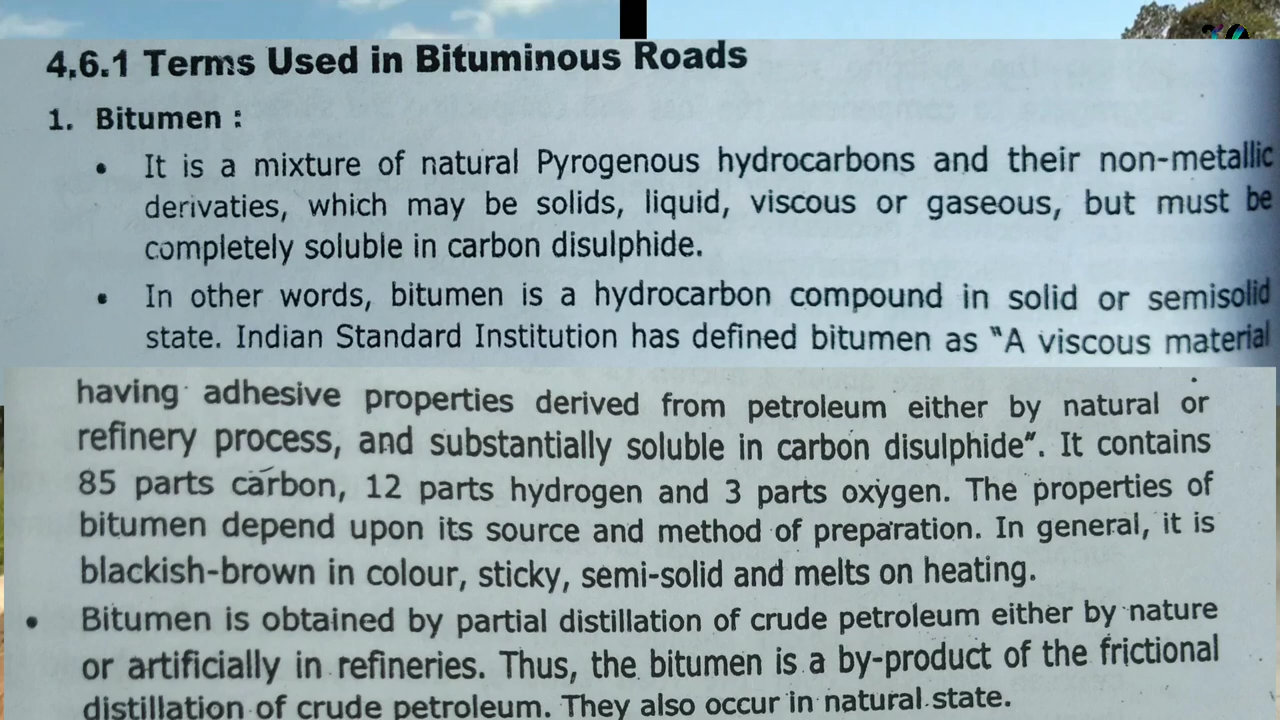 4.6.1 Terms Used in Bituminous Roads
1. Bitumen :
• It is a mixture of natural Pyrogenous hydrocarbons and their non-metallic
derivaties, which may be solids, liquid, viscous or gaseous, but must be
completely soluble in carbon disulphide.
• In other words, bitumen is a hydrocarbon compound in solid or semisolid
state. Indian Standard Institution has defined bitumen as "A viscous material
having adhesive properties derived from petroleum either by natural or
refinery process, and substantially soluble in carbon disulphide". It contains
85 parts carbon, 12 parts hydrogen and 3 parts oxygen. The properties of
bitumen depend upon its source and method of preparation. In general, it is
blackish-brown in colour, sticky, semi-solid and melts on heating.
• Bitumen is obtained by partial distillation of crude petroleum either by nature
or artificially in refineries. Thus, the bitumen is a by-product of the frictional
distillation of crude petroleum. They also occur in natural state.